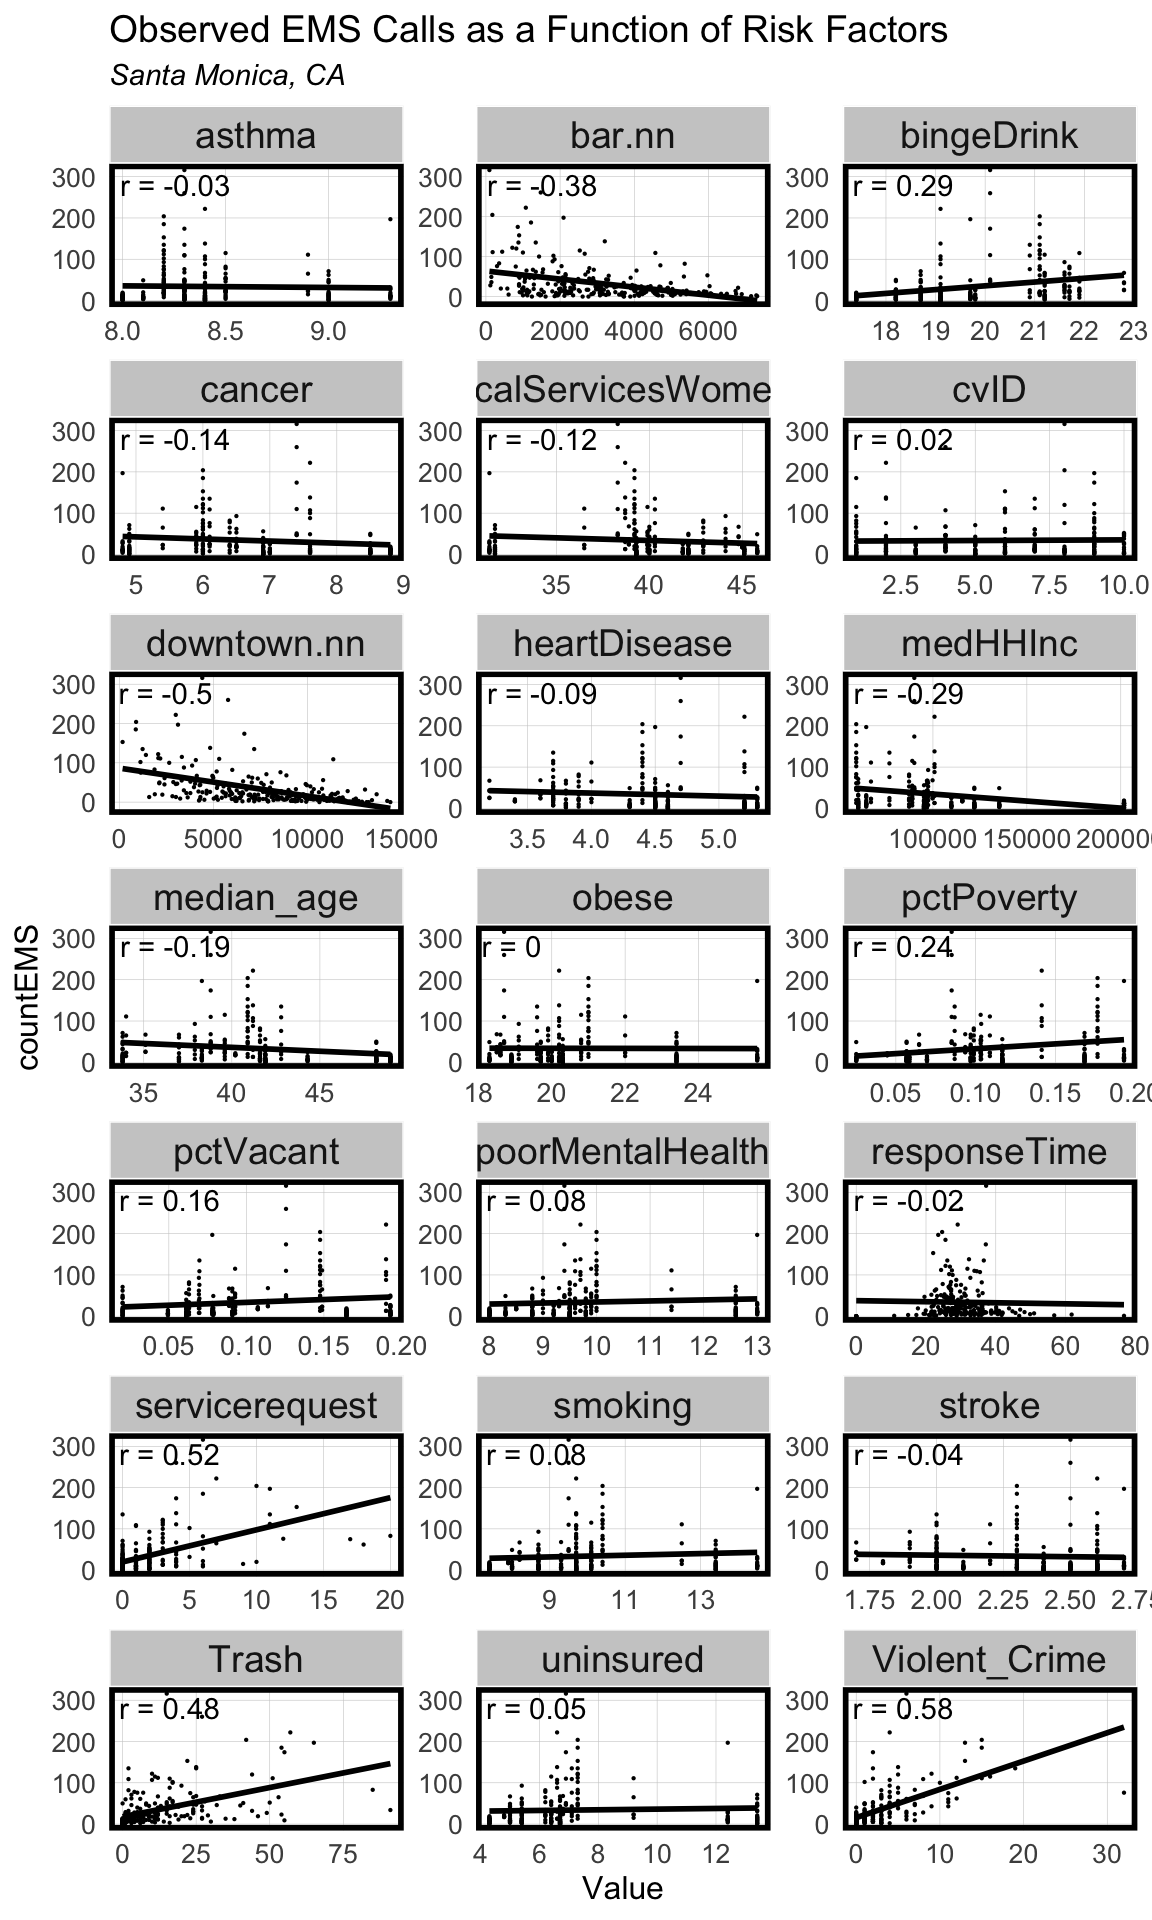 Observed EMS Calls as a Function of Risk Factors
Santa Monica, CA
asthma bar.nn bingeDrink
300 r = -0.03 300 r = -0.38 300 r = 0.29
200 200 200
100 100 100
0 0 0
8.0 8.5 9.0 0 2000 4000 6000 18 19 20 21 22 23
cancer calServicesWome cvID
300 r = -0.14 300 r = -0.12 300 r = 0.02
200 200 200
100 100 100
0 0 0
5 6 7 8 9 35 40 45 2.5 5.0 7.5 10.0
downtown.nn heartDisease medHHInc
300 r = -0.5 300 r = -0.09 300 r = -0.29
200 200 200
100 100 100
0 0 0
0 5000 10000 15000 3.5 4.0 4.5 5.0 100000 150000 200000
median_age obese pctPoverty
300 r = -0.19 300 r = 0 300 r = 0.24
200 200 200
100 100 100
0 0 0
35 40 45 18 20 22 24 0.05 0.10 0.15 0.20
countEMS
pctVacant poorMentalHealth responseTime
300 r = 0.16 300 r = 0.08 300 r = -0.02
200 200 200
100 100 100
0 0 0
0.05 0.10 0.15 0.20 8 9 10 11 12 13 0 20 40 60 80
servicerequest smoking stroke
300 r = 0.52 300 r = 0.08 300 r = -0.04
200 200 200
100 100 100
0 0 0
0 5 10 15 20 9 11 13 1.75 2.00 2.25 2.50 2.75
Trash uninsured Violent_Crime
300 r = 0.48 300 r = 0.05 300 r = 0.58
200 200 200
100 100 100
0 0 0
0 25 50 75 4 6 8 10 12 0 10 20 30
Value